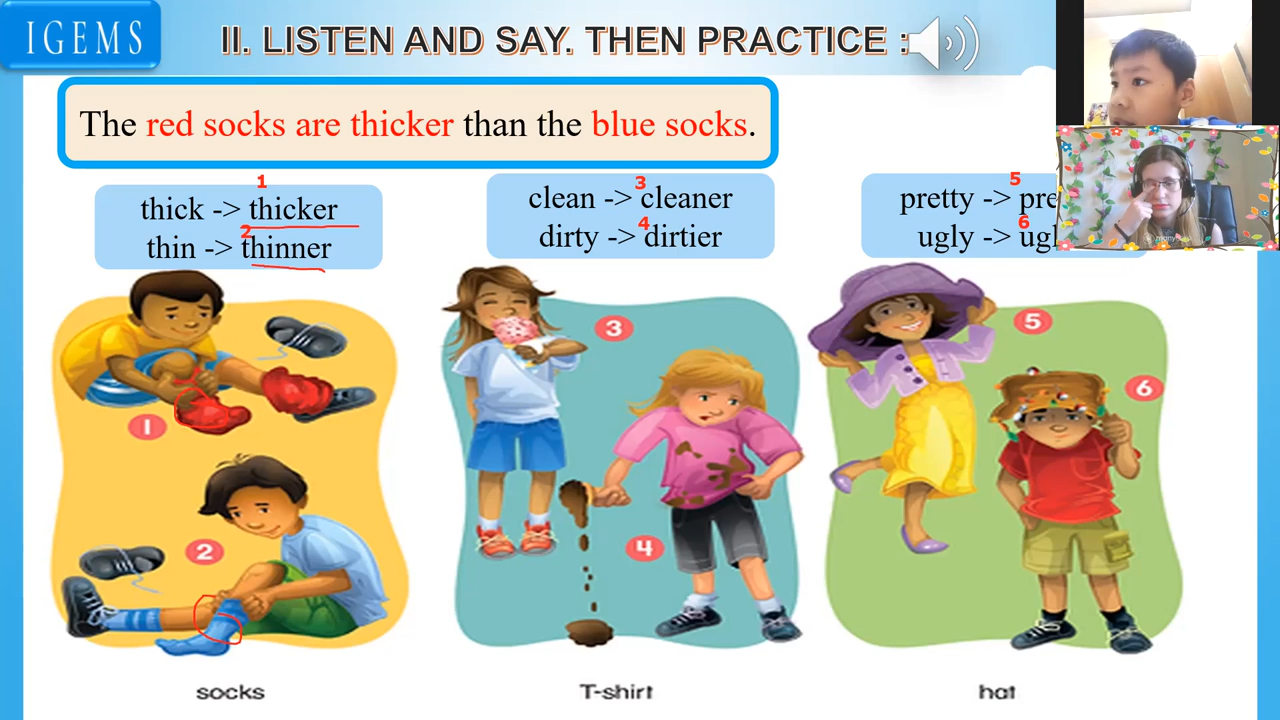 IGEMS
II. LISTEN AND SAY. THEN PRACTICE :
The red socks are thicker than the blue socks.
1
thick -> thicker
2
thin -> thinner
3
clean -> cleaner
4
dirty -> dirtier
5
pretty -> pre
6
ugly -> ugl
1
2
3
4
5
6
socks
T-shirt
hat